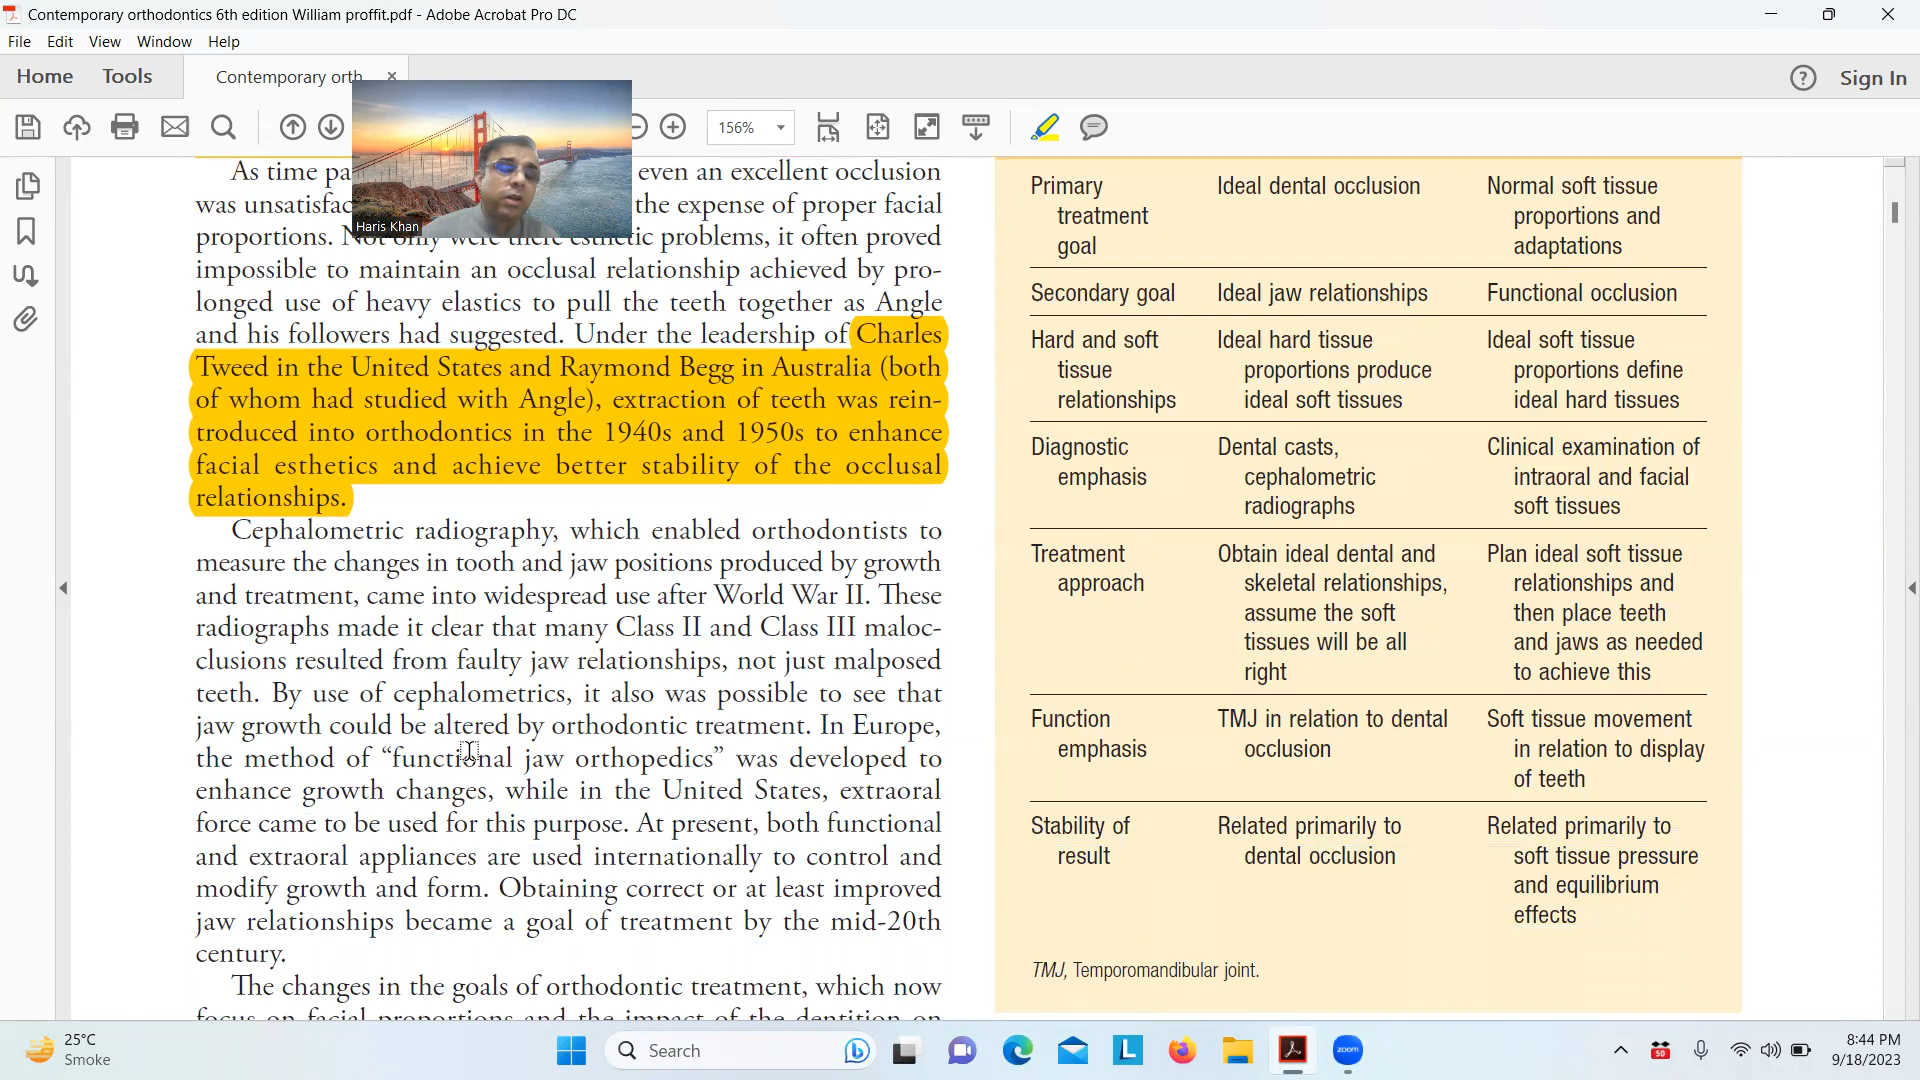 Contemporary orthodontics 6th edition William proffit.pdf - Adobe Acrobat Pro DC
File Edit View Window Help
Home Tools Contemporary orth... Sign In
156%
Haris Khan
As time pa even an excellent occlusion
was unsatisfac the expense of proper facial
proportions. Not only were there esthetic problems, it often proved
impossible to maintain an occlusal relationship achieved by pro-
longed use of heavy elastics to pull the teeth together as Angle
and his followers had suggested. Under the leadership of Charles
Tweed in the United States and Raymond Begg in Australia (both
of whom had studied with Angle), extraction of teeth was rein-
troduced into orthodontics in the 1940s and 1950s to enhance
facial esthetics and achieve better stability of the occlusal
relationships.
Cephalometric radiography, which enabled orthodontists to
measure the changes in tooth and jaw positions produced by growth
and treatment, came into widespread use after World War II. These
radiographs made it clear that many Class II and Class III maloc-
clusions resulted from faulty jaw relationships, not just malposed
teeth. By use of cephalometrics, it also was possible to see that
jaw growth could be altered by orthodontic treatment. In Europe,
the method of “functional jaw orthopedics” was developed to
enhance growth changes, while in the United States, extraoral
force came to be used for this purpose. At present, both functional
and extraoral appliances are used internationally to control and
modify growth and form. Obtaining correct or at least improved
jaw relationships became a goal of treatment by the mid-20th
century.
The changes in the goals of orthodontic treatment, which now
focus on facial proportions and the impact of the dentition on
Primary Ideal dental occlusion Normal soft tissue
treatment proportions and
goal adaptations
Secondary goal Ideal jaw relationships Functional occlusion
Hard and soft Ideal hard tissue Ideal soft tissue
tissue proportions produce proportions define
relationships ideal soft tissues ideal hard tissues
Diagnostic Dental casts, Clinical examination of
emphasis cephalometric intraoral and facial
radiographs soft tissues
Treatment Obtain ideal dental and Plan ideal soft tissue
approach skeletal relationships, relationships and
assume the soft then place teeth
tissues will be all and jaws as needed
right to achieve this
Function TMJ in relation to dental Soft tissue movement
emphasis occlusion in relation to display
of teeth
Stability of Related primarily to Related primarily to
result dental occlusion soft tissue pressure
and equilibrium
effects
TMJ, Temporomandibular joint.
25°C
Smoke
Search
L
zoom
50
8:44 PM
9/18/2023